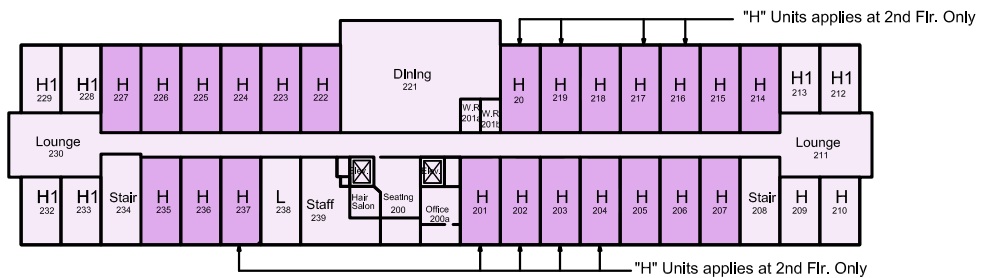 "H" Units applies at 2nd Flr. Only
H1 229
H1 228
H 227
H 226
H 225
H 224
H 223
H 222
Dining 221
W.R 201a
W.R 201b
H 20
H 219
H 218
H 217
H 216
H 215
H 214
H1 213
H1 212
Lounge 230
Lounge 211
H1 232
H1 233
Stair 234
H 235
H 236
H 237
L 238
Staff 239
Elev.
Hair Salon
Seating 200
Elev.
Office 200a
H 201
H 202
H 203
H 204
H 205
H 206
H 207
Stair 208
H 209
H 210
"H" Units applies at 2nd Flr. Only